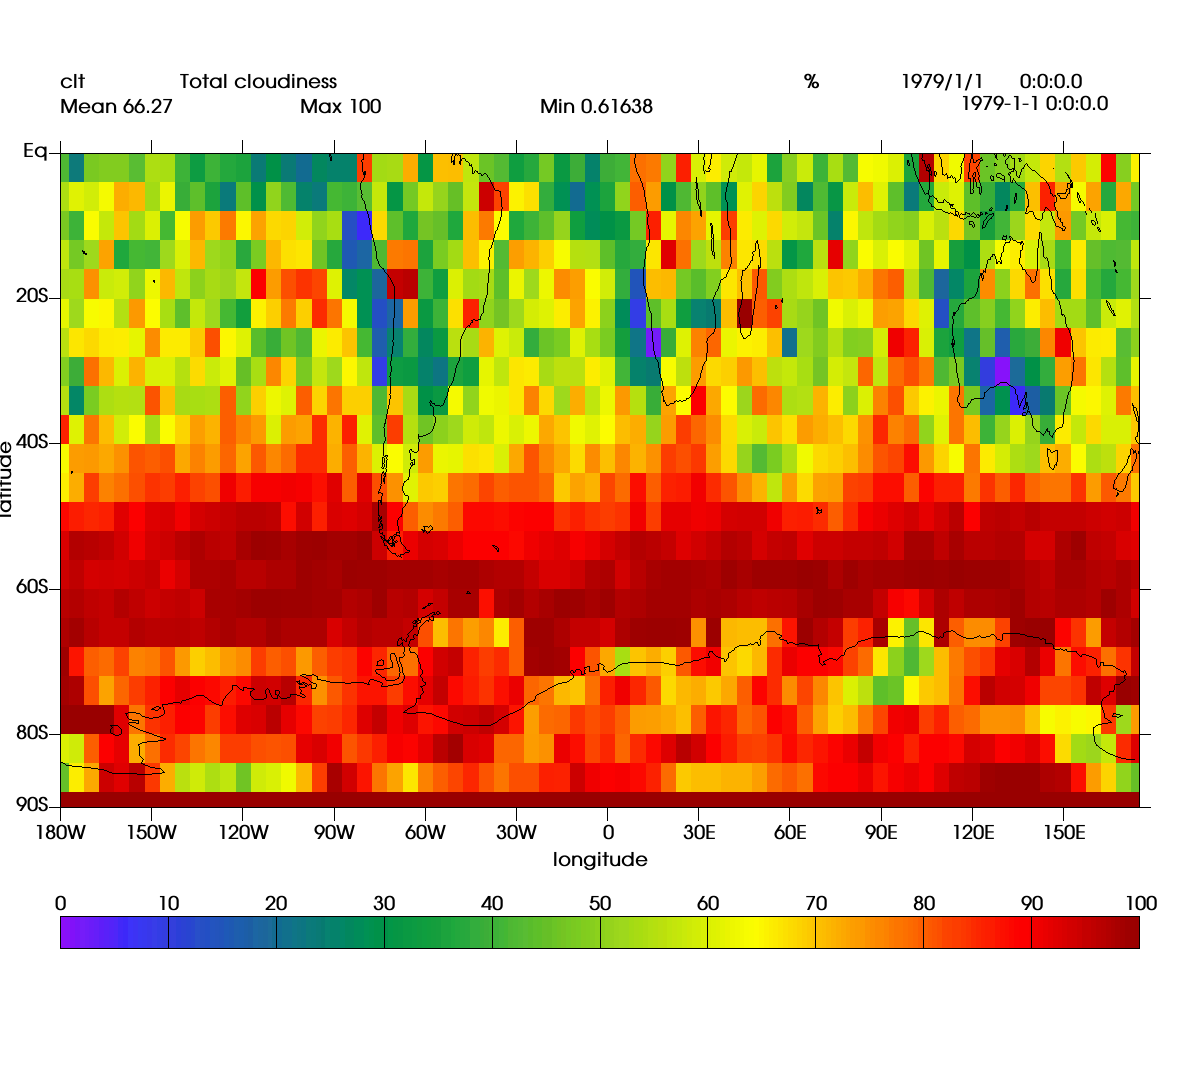 clt Total cloudiness % 1979/1/1 0:0:0.0
Mean 66.27 Max 100 Min 0.61638 1979-1-1 0:0:0.0
Eq
20S
40S
60S
80S
90S
latitude
180W 150W 120W 90W 60W 30W 0 30E 60E 90E 120E 150E
longitude
0 10 20 30 40 50 60 70 80 90 100